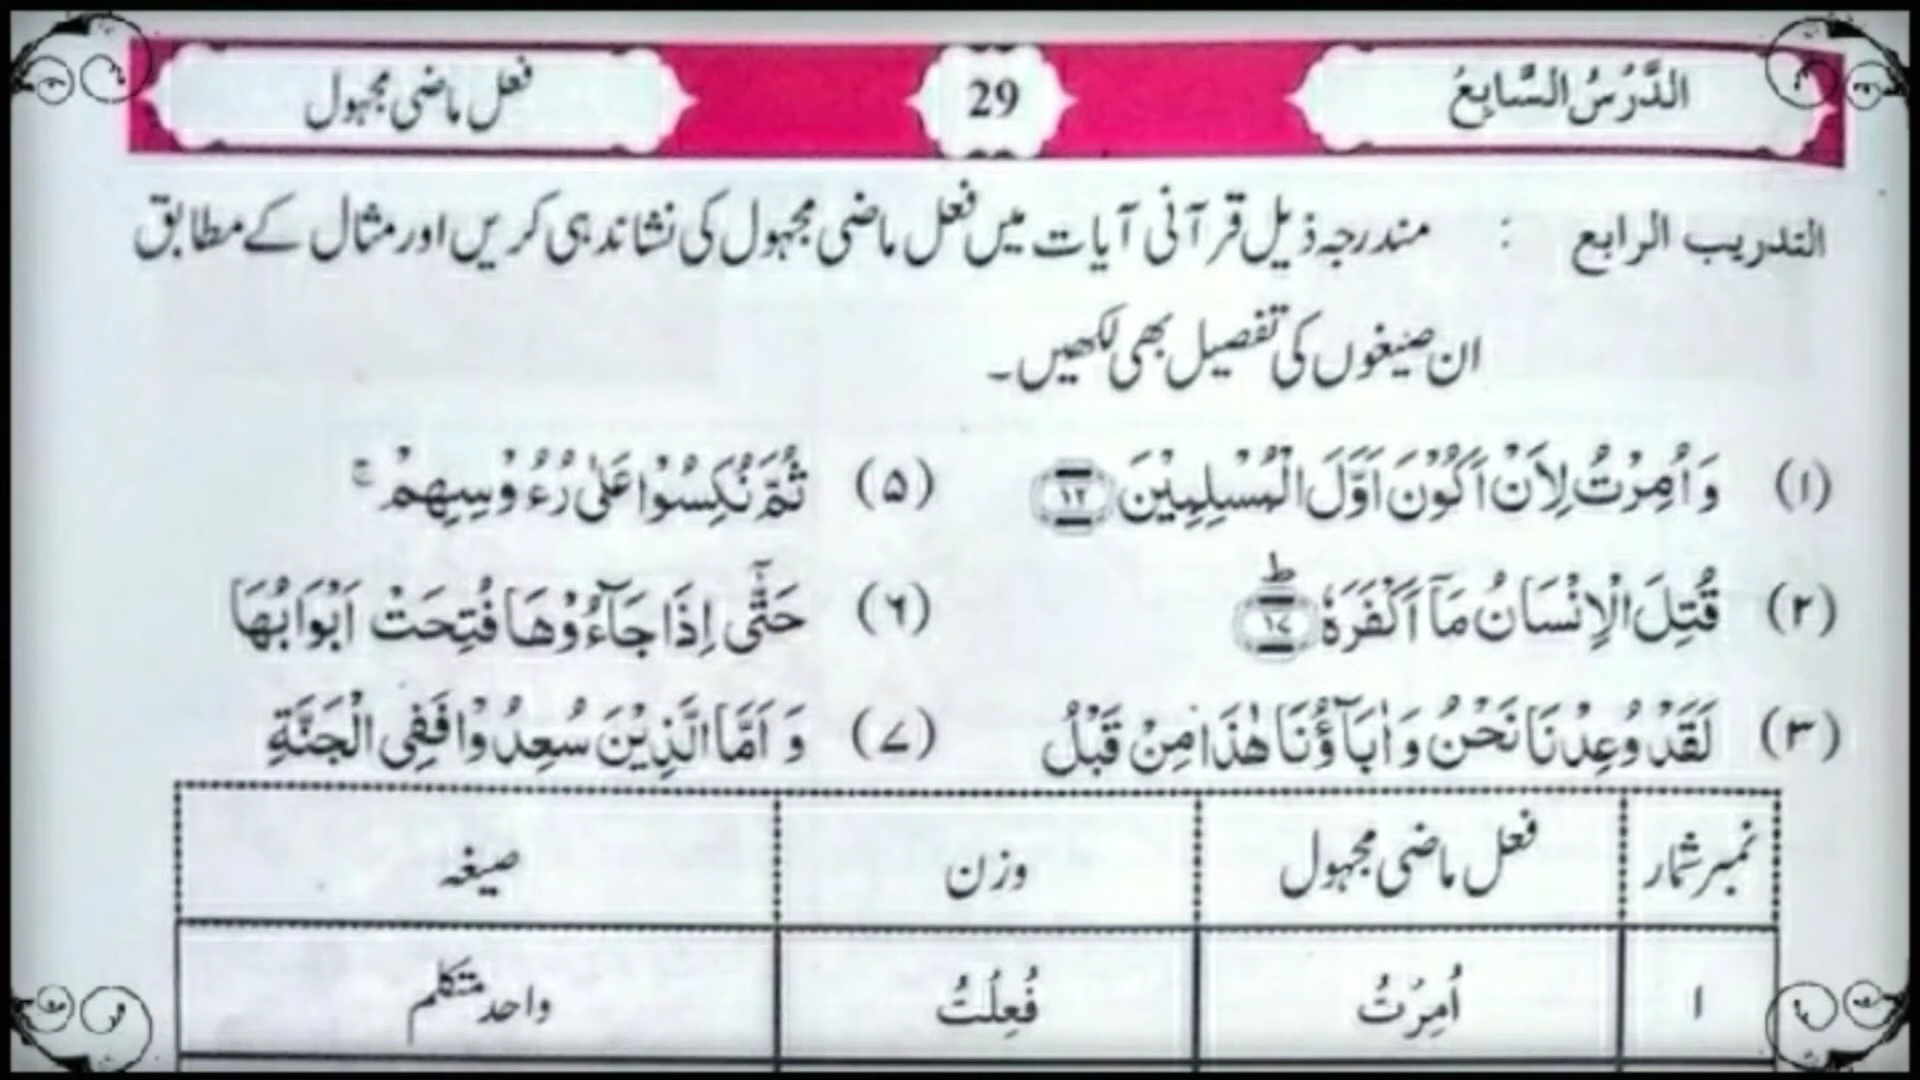 الدَّرْسُ السَّابِعُ 29 فعل ماضی مجہول
التدریب الرابع : مندرجہ ذیل قرآنی آیات میں فعل ماضی مجہول کی نشاندہی کریں اور مثال کے مطابق
ان صیغوں کی تفصیل بھی لکھیں۔
(۱) وَ اُمِرْتُ لِاَنْ اَكُوْنَ اَوَّلَ الْمُسْلِمِيْنَ ۱۲ (۵) ثُمَّ نُكِسُوْا عَلٰى رُءُوْسِهِمْ ۚ
(۲) قُتِلَ الْاِنْسَانُ مَاۤ اَكْفَرَهٗ ؕ ۱۷ (۶) حَتّٰۤى اِذَا جَآءُوْهَا فُتِحَتْ اَبْوَابُهَا
(۳) لَقَدْ وُعِدْنَا نَحْنُ وَ اٰبَآؤُنَا هٰذَا مِنْ قَبْلُ (۷) وَ اَمَّا الَّذِيْنَ سُعِدُوْا فَفِى الْجَنَّةِ
نمبر شمار فعل ماضی مجہول وزن صیغہ
۱ اُمِرْتُ فُعِلْتُ واحد متکلم